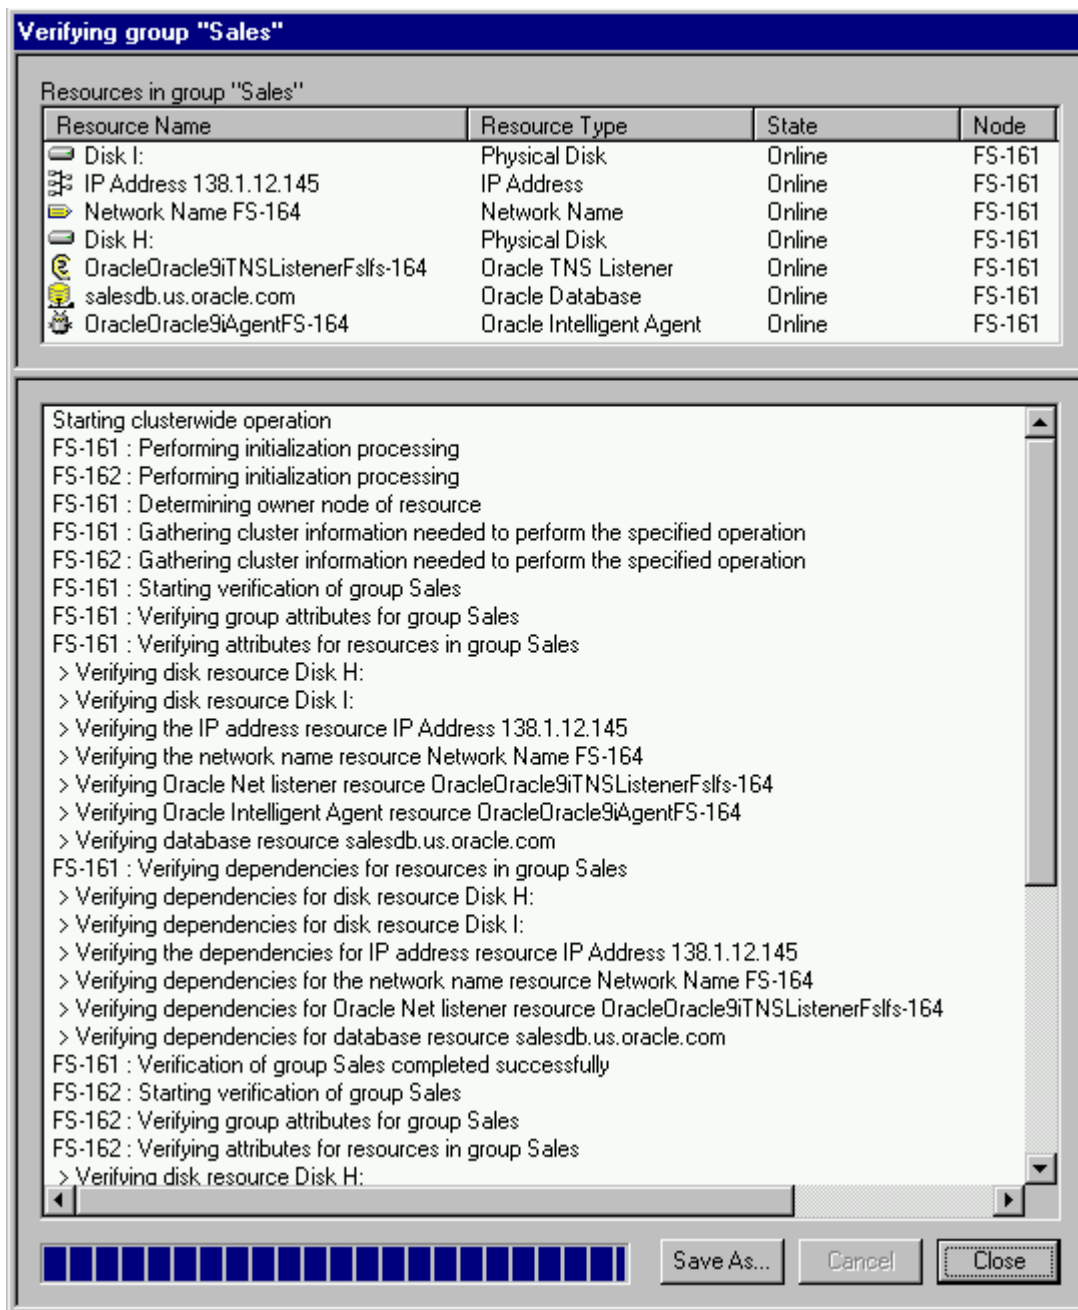 Verifying group "Sales"
Resources in group "Sales"
Resource Name Resource Type State Node
Disk I: Physical Disk Online FS-161
IP Address 138.1.12.145 IP Address Online FS-161
Network Name FS-164 Network Name Online FS-161
Disk H: Physical Disk Online FS-161
OracleOracle9iTNSListenerFslfs-164 Oracle TNS Listener Online FS-161
salesdb.us.oracle.com Oracle Database Online FS-161
OracleOracle9iAgentFS-164 Oracle Intelligent Agent Online FS-161
Starting clusterwide operation
FS-161 : Performing initialization processing
FS-162 : Performing initialization processing
FS-161 : Determining owner node of resource
FS-161 : Gathering cluster information needed to perform the specified operation
FS-162 : Gathering cluster information needed to perform the specified operation
FS-161 : Starting verification of group Sales
FS-161 : Verifying group attributes for group Sales
FS-161 : Verifying attributes for resources in group Sales
> Verifying disk resource Disk H:
> Verifying disk resource Disk I:
> Verifying the IP address resource IP Address 138.1.12.145
> Verifying the network name resource Network Name FS-164
> Verifying Oracle Net listener resource OracleOracle9iTNSListenerFslfs-164
> Verifying Oracle Intelligent Agent resource OracleOracle9iAgentFS-164
> Verifying database resource salesdb.us.oracle.com
FS-161 : Verifying dependencies for resources in group Sales
> Verifying dependencies for disk resource Disk H:
> Verifying dependencies for disk resource Disk I:
> Verifying the dependencies for IP address resource IP Address 138.1.12.145
> Verifying dependencies for the network name resource Network Name FS-164
> Verifying dependencies for Oracle Net listener resource OracleOracle9iTNSListenerFslfs-164
> Verifying dependencies for database resource salesdb.us.oracle.com
FS-161 : Verification of group Sales completed successfully
FS-162 : Starting verification of group Sales
FS-162 : Verifying group attributes for group Sales
FS-162 : Verifying attributes for resources in group Sales
> Verifying disk resource Disk H:
Save As... Cancel Close